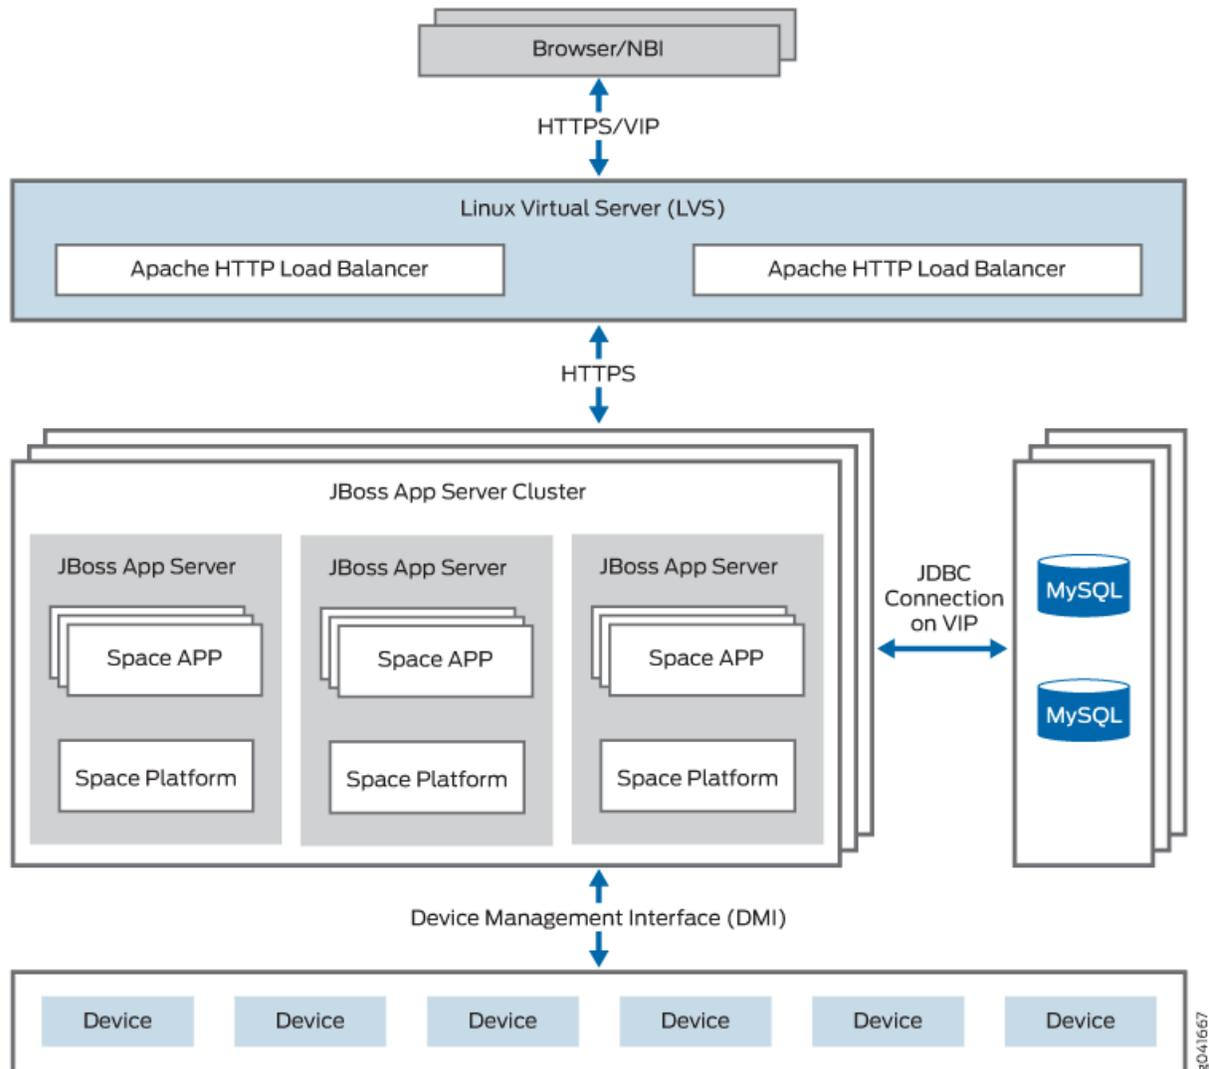 Browser/NBI
HTTPS/VIP
Linux Virtual Server (LVS)
Apache HTTP Load Balancer
Apache HTTP Load Balancer
HTTPS
JBoss App Server Cluster
JBoss App Server
Space APP
Space Platform
JBoss App Server
Space APP
Space Platform
JBoss App Server
Space APP
Space Platform
JDBC
Connection
on VIP
MySQL
MySQL
Device Management Interface (DMI)
Device
Device
Device
Device
Device
Device
g041667